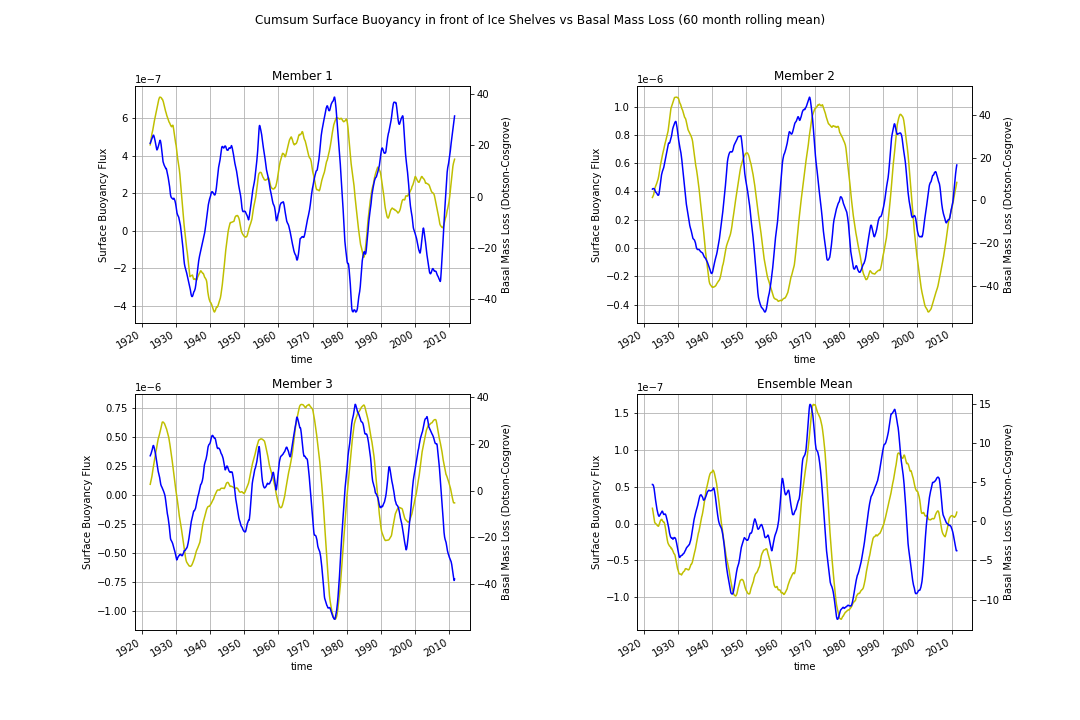 Cumsum Surface Buoyancy in front of Ice Shelves vs Basal Mass Loss (60 month rolling mean)
Member 1
1e−7
Surface Buoyancy Flux
6
4
2
0
−2
−4
40
20
0
−20
−40
Basal Mass Loss (Dotson-Cosgrove)
1920 1930 1940 1950 1960 1970 1980 1990 2000 2010
time
Member 2
1e−6
Surface Buoyancy Flux
1.0
0.8
0.6
0.4
0.2
0.0
−0.2
−0.4
40
20
0
−20
−40
Basal Mass Loss (Dotson-Cosgrove)
1920 1930 1940 1950 1960 1970 1980 1990 2000 2010
time
Member 3
1e−6
Surface Buoyancy Flux
0.75
0.50
0.25
0.00
−0.25
−0.50
−0.75
−1.00
40
20
0
−20
−40
Basal Mass Loss (Dotson-Cosgrove)
1920 1930 1940 1950 1960 1970 1980 1990 2000 2010
time
Ensemble Mean
1e−7
Surface Buoyancy Flux
1.5
1.0
0.5
0.0
−0.5
−1.0
15
10
5
0
−5
−10
Basal Mass Loss (Dotson-Cosgrove)
1920 1930 1940 1950 1960 1970 1980 1990 2000 2010
time